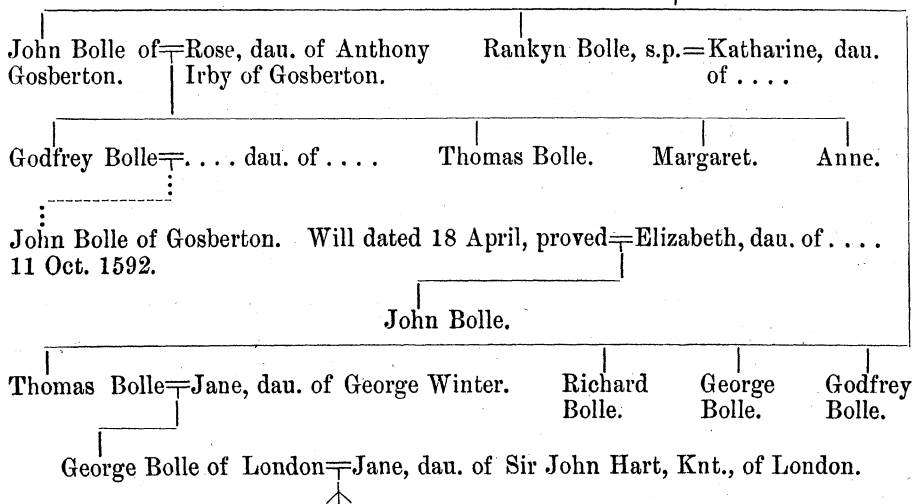 John Bolle of=Rose, dau. of Anthony Rankyn Bolle, s.p.=Katharine, dau.
Gosberton. Irby of Gosberton. of . . . .
Godfrey Bolle=. . . . dau. of . . . . Thomas Bolle. Margaret. Anne.
John Bolle of Gosberton. Will dated 18 April, proved=Elizabeth, dau. of . . . .
11 Oct. 1592.
John Bolle.
Thomas Bolle=Jane, dau. of George Winter. Richard George Godfrey
Bolle. Bolle. Bolle.
George Bolle of London=Jane, dau. of Sir John Hart, Knt., of London.